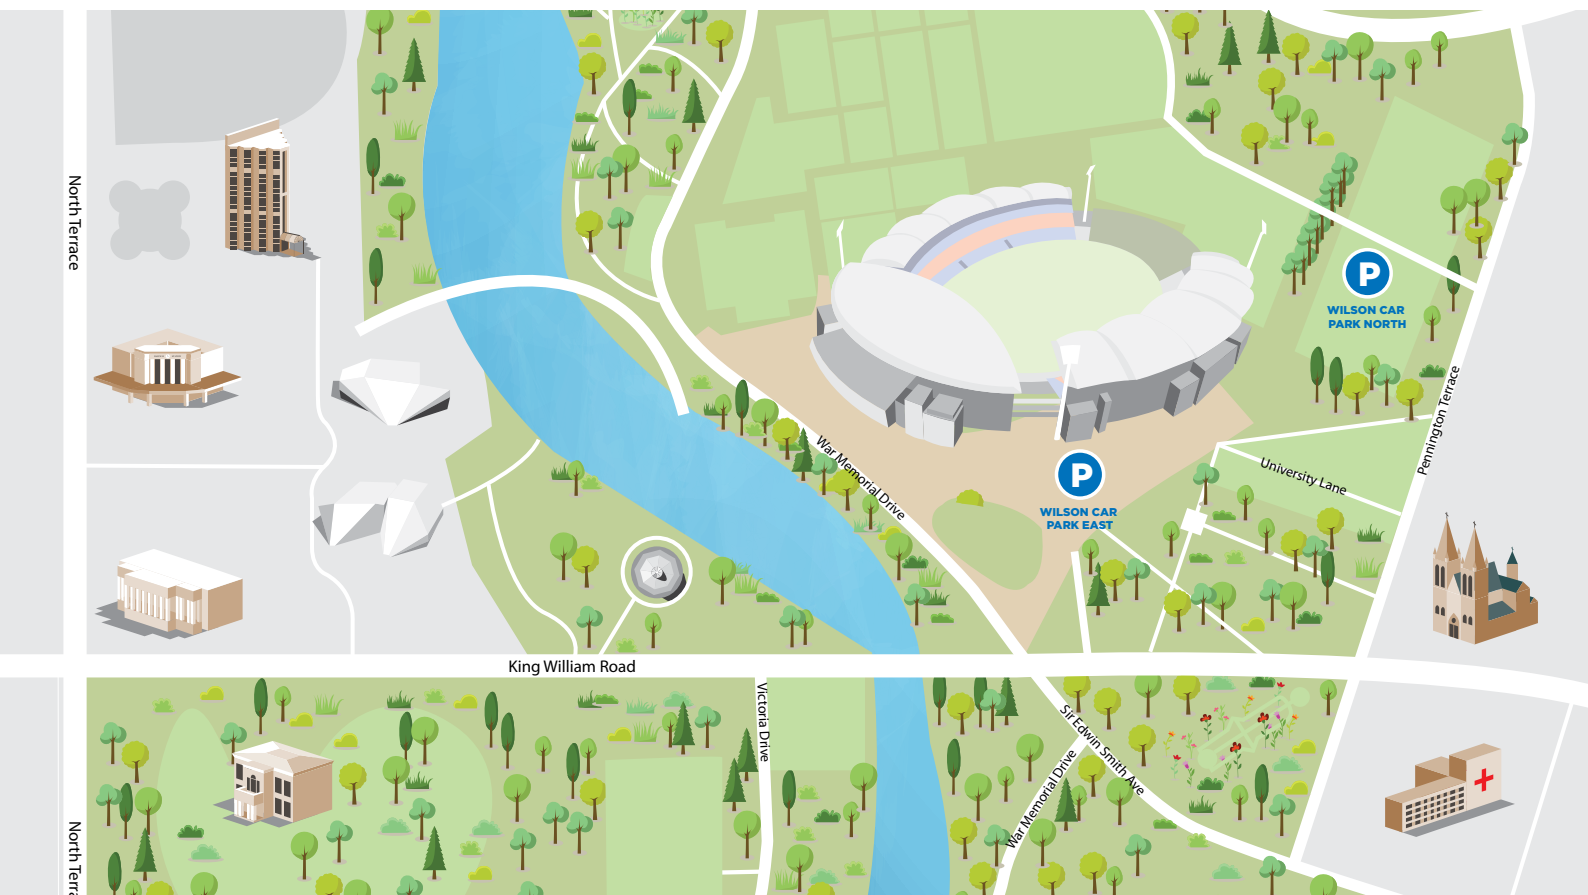 North Terrace
P
WILSON CAR
PARK NORTH
Pennington Terrace
War Memorial Drive
University Lane
P
WILSON CAR
PARK EAST
King William Road
Victoria Drive
Sir Edwin Smith Ave
War Memorial Drive
North Terra